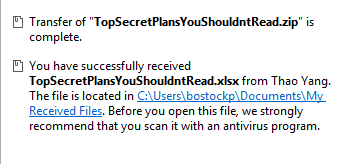 Transfer of "TopSecretPlansYouShouldntRead.zip" is
complete.
You have successfully received
TopSecretPlansYouShouldntRead.xlsx from Thao Yang.
The file is located in C:\Users\bostockp\Documents\My
Received Files. Before you open this file, we strongly
recommend that you scan it with an antivirus program.